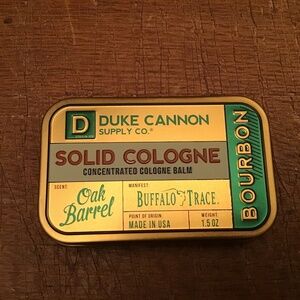 D
DUKE CANNON
SUPPLY CO.®
SOLID COLOGNE
CONCENTRATED COLOGNE BALM
BOURBON
SCENT:
Oak
Barrel
MANIFEST
BUFFALO TRACE
POINT OF ORIGIN
MADE IN USA
WEIGHT
1.5 OZ